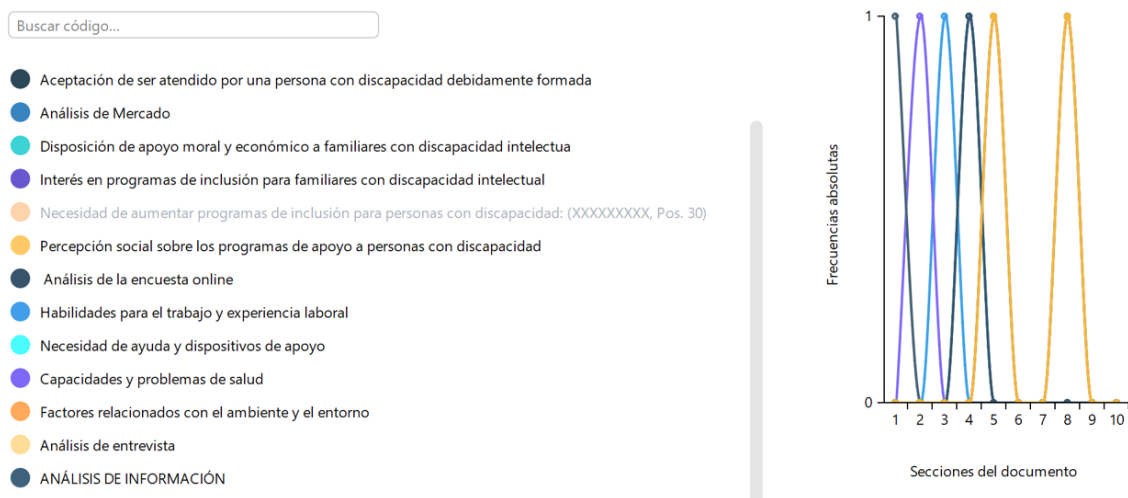 Buscar código...
Aceptación de ser atendido por una persona con discapacidad debidamente formada
Análisis de Mercado
Disposición de apoyo moral y económico a familiares con discapacidad intelectua
Interés en programas de inclusión para familiares con discapacidad intelectual
Necesidad de aumentar programas de inclusión para personas con discapacidad: (XXXXXXXXX, Pos. 30)
Percepción social sobre los programas de apoyo a personas con discapacidad
Análisis de la encuesta online
Habilidades para el trabajo y experiencia laboral
Necesidad de ayuda y dispositivos de apoyo
Capacidades y problemas de salud
Factores relacionados con el ambiente y el entorno
Análisis de entrevista
ANÁLISIS DE INFORMACIÓN
1
Frecuencias absolutas
0
1 2 3 4 5 6 7 8 9 10
Secciones del documento